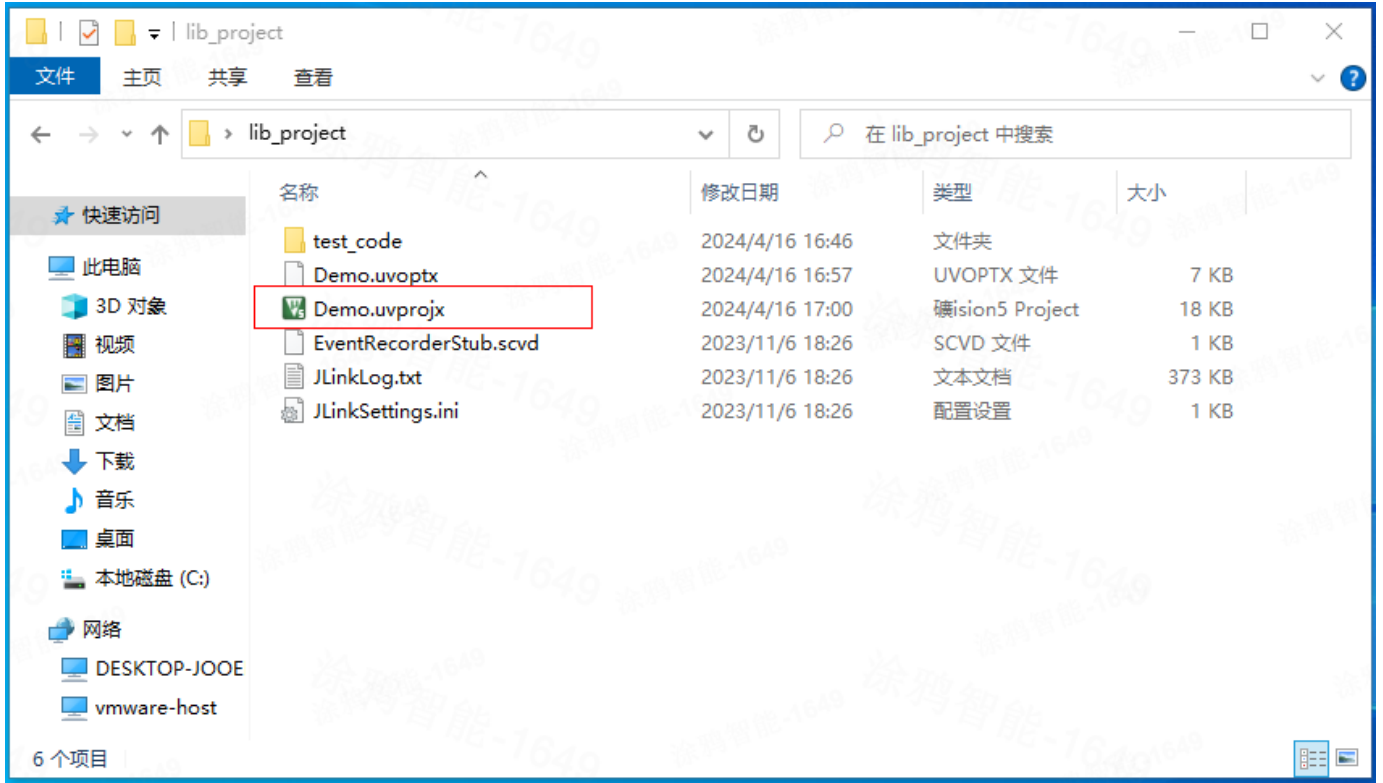 lib_project
文件 主页 共享 查看
lib_project
在 lib_project 中搜索
名称 修改日期 类型 大小
快速访问
此电脑
3D 对象
视频
图片
文档
下载
音乐
桌面
本地磁盘 (C:)
网络
DESKTOP-JOOE
vmware-host
test_code 2024/4/16 16:46 文件夹
Demo.uvoptx 2024/4/16 16:57 UVOPTX 文件 7 KB
Demo.uvprojx 2024/4/16 17:00 礦ision5 Project 18 KB
EventRecorderStub.scvd 2023/11/6 18:26 SCVD 文件 1 KB
JLinkLog.txt 2023/11/6 18:26 文本文档 373 KB
JLinkSettings.ini 2023/11/6 18:26 配置设置 1 KB
6 个项目
涂鸦智能-1649